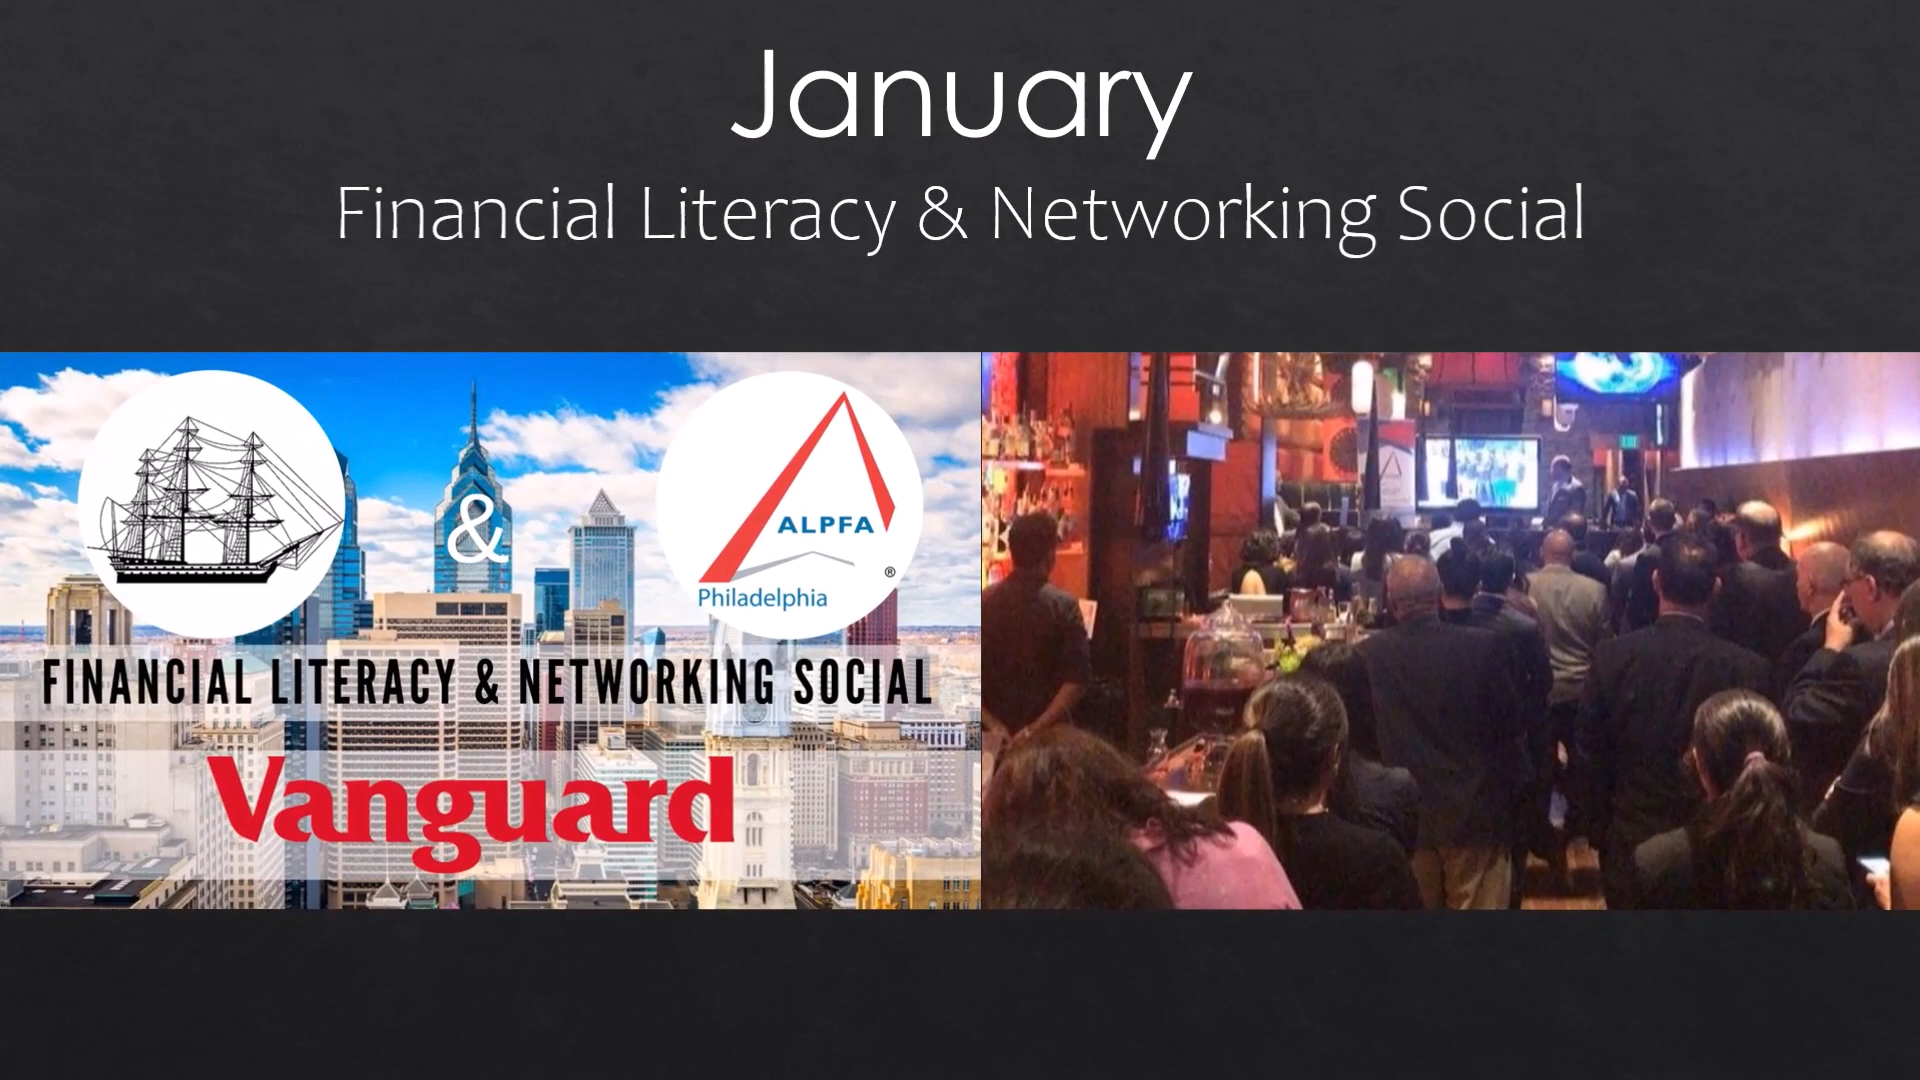 January
Financial Literacy & Networking Social
&
ALPFA
®
Philadelphia
FINANCIAL LITERACY & NETWORKING SOCIAL
Vanguard